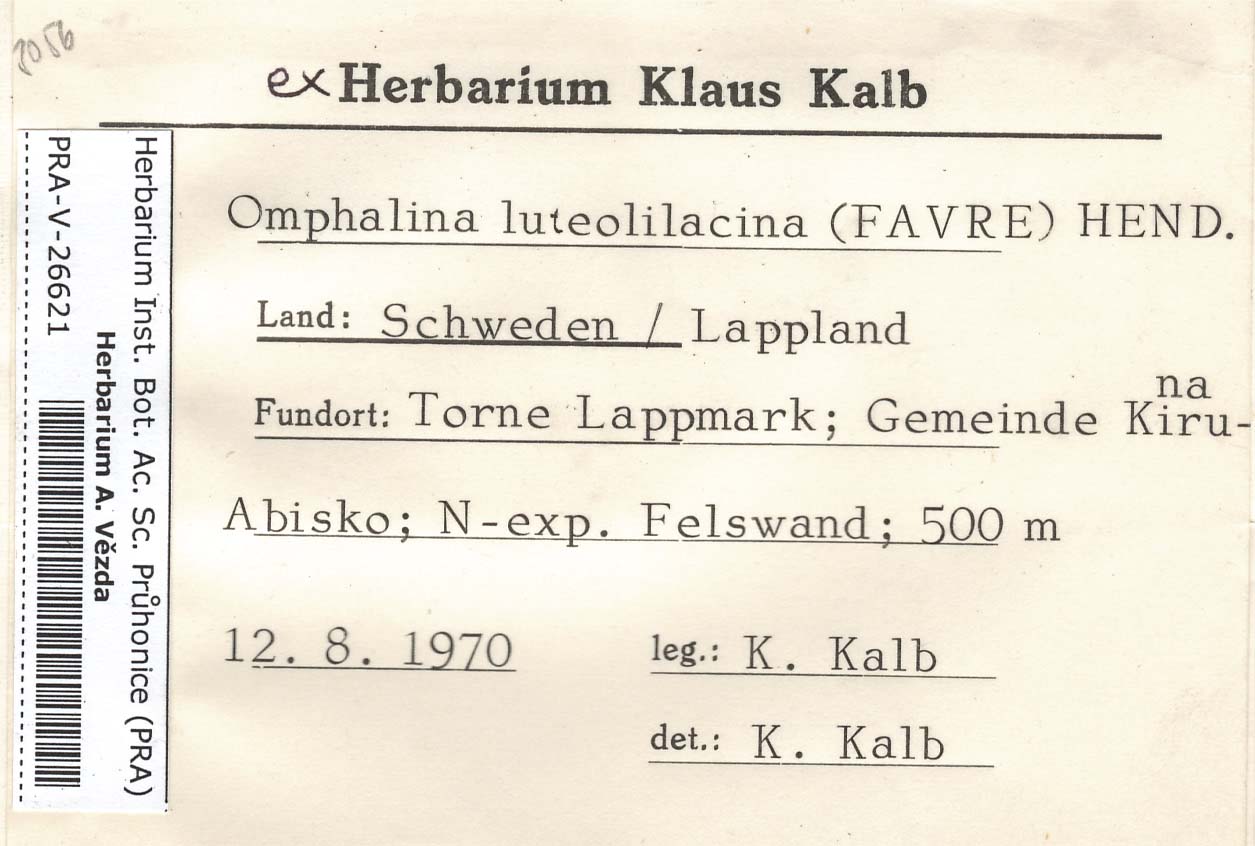 2056
ex Herbarium Klaus Kalb
Omphalina luteolilacina (FAVRE) HEND.
Land: Schweden / Lappland
na
Fundort: Torne Lappmark; Gemeinde Kiru-
Abisko; N-exp. Felswand; 500 m
12. 8. 1970 leg.: K. Kalb
det.: K. Kalb
Herbarium Inst. Bot. Ac. Sc. Průhonice (PRA)
Herbarium A. Vězda
PRA-V-26621